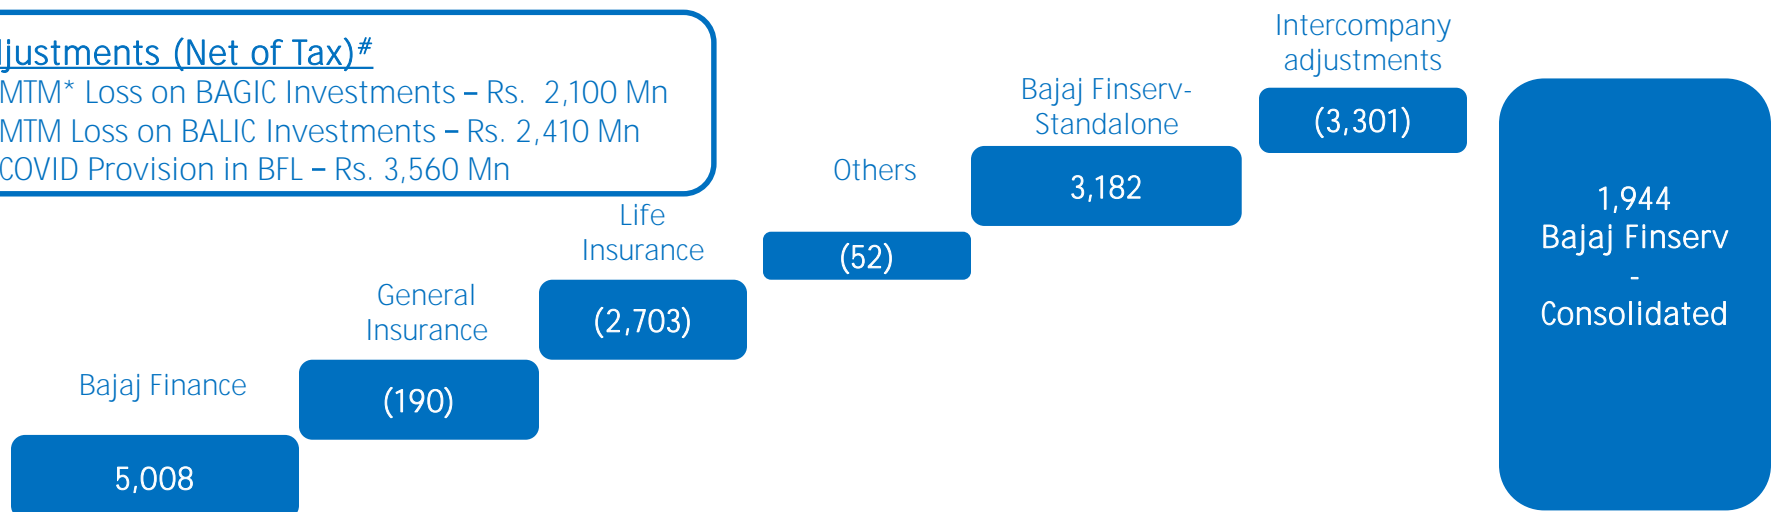 djustments (Net of Tax)#
MTM* Loss on BAGIC Investments – Rs. 2,100 Mn
MTM Loss on BALIC Investments – Rs. 2,410 Mn
COVID Provision in BFL – Rs. 3,560 Mn
Intercompany
adjustments
(3,301)
Bajaj Finserv-
Standalone
3,182
Others
(52)
Life
Insurance
(2,703)
General
Insurance
(190)
Bajaj Finance
5,008
1,944
Bajaj Finserv
-
Consolidated